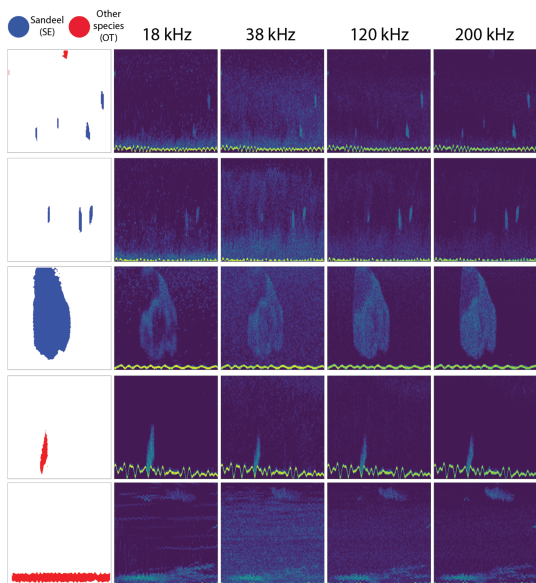 Sandeel
(SE)
Other
species
(OT)
18 kHz
38 kHz
120 kHz
200 kHz